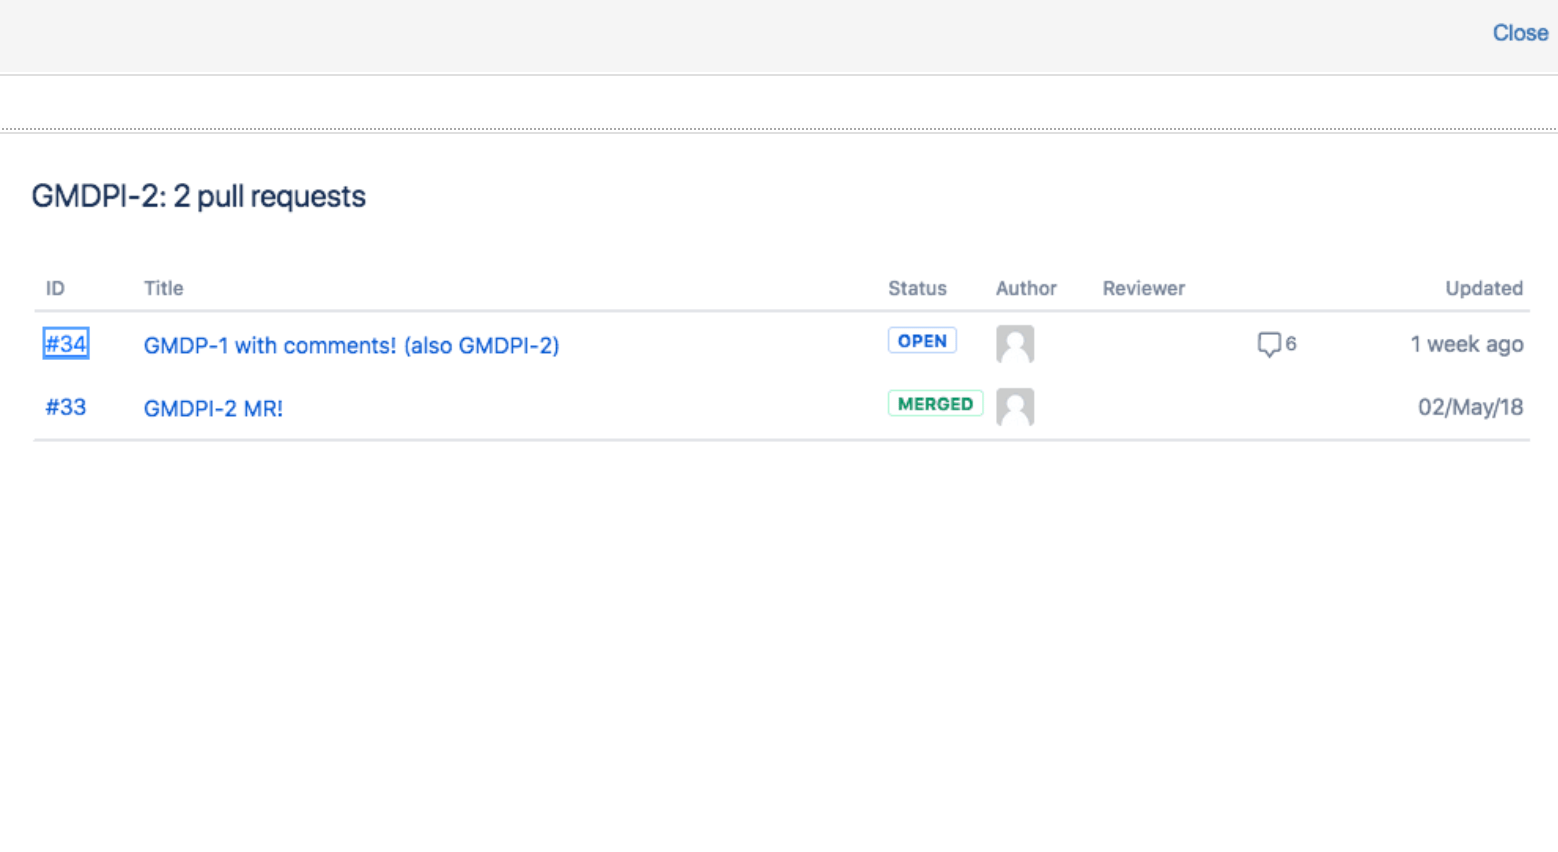 Close
GMDPI-2: 2 pull requests
ID Title Status Author Reviewer Updated
#34 GMDP-1 with comments! (also GMDPI-2) OPEN 6 1 week ago
#33 GMDPI-2 MR! MERGED 02/May/18